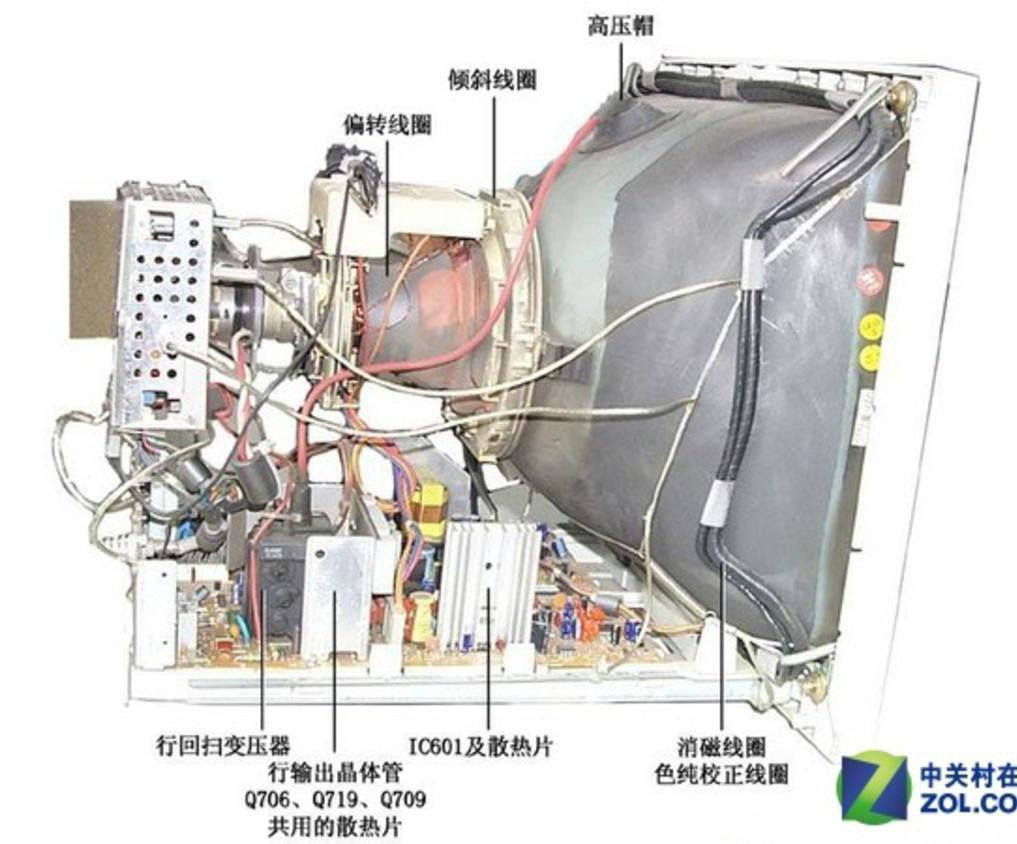 高压帽
倾斜线圈
偏转线圈
行回扫变压器
行输出晶体管
Q706、Q719、Q709
共用的散热片
IC601及散热片
消磁线圈
色纯校正线圈
中关村在
ZOL.CO